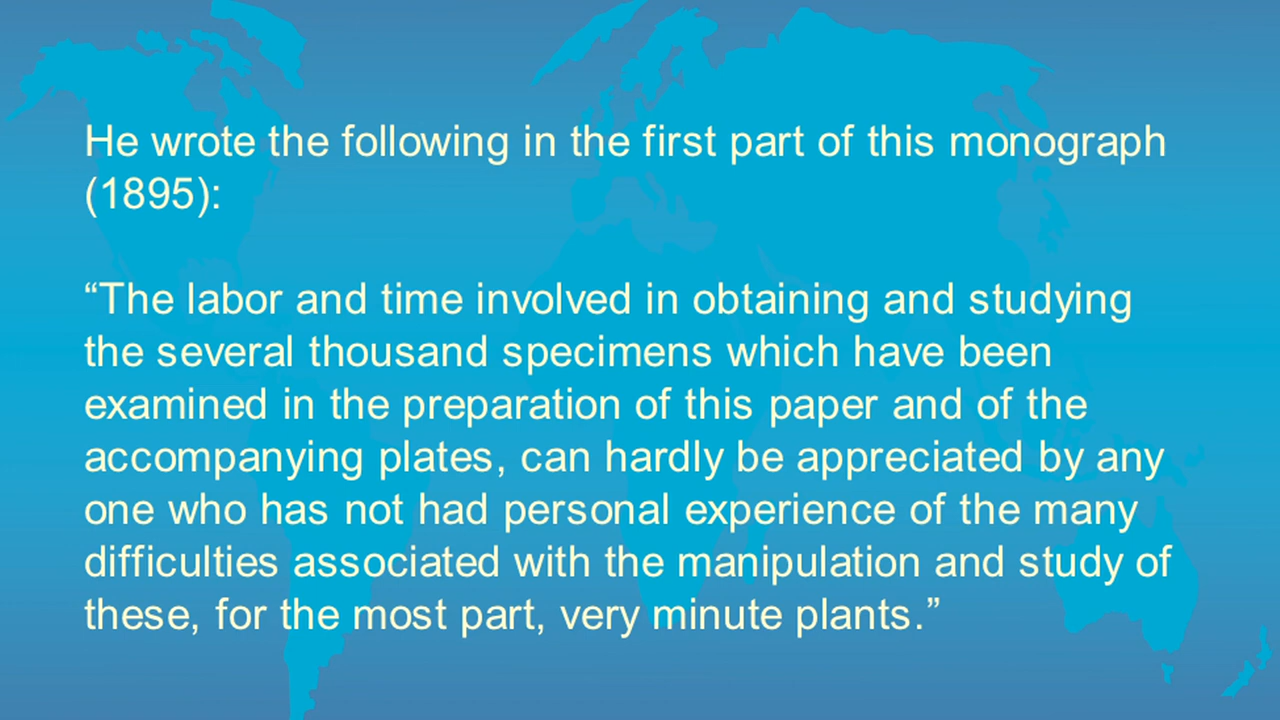 He wrote the following in the first part of this monograph
(1895):
“The labor and time involved in obtaining and studying
the several thousand specimens which have been
examined in the preparation of this paper and of the
accompanying plates, can hardly be appreciated by any
one who has not had personal experience of the many
difficulties associated with the manipulation and study of
these, for the most part, very minute plants.”